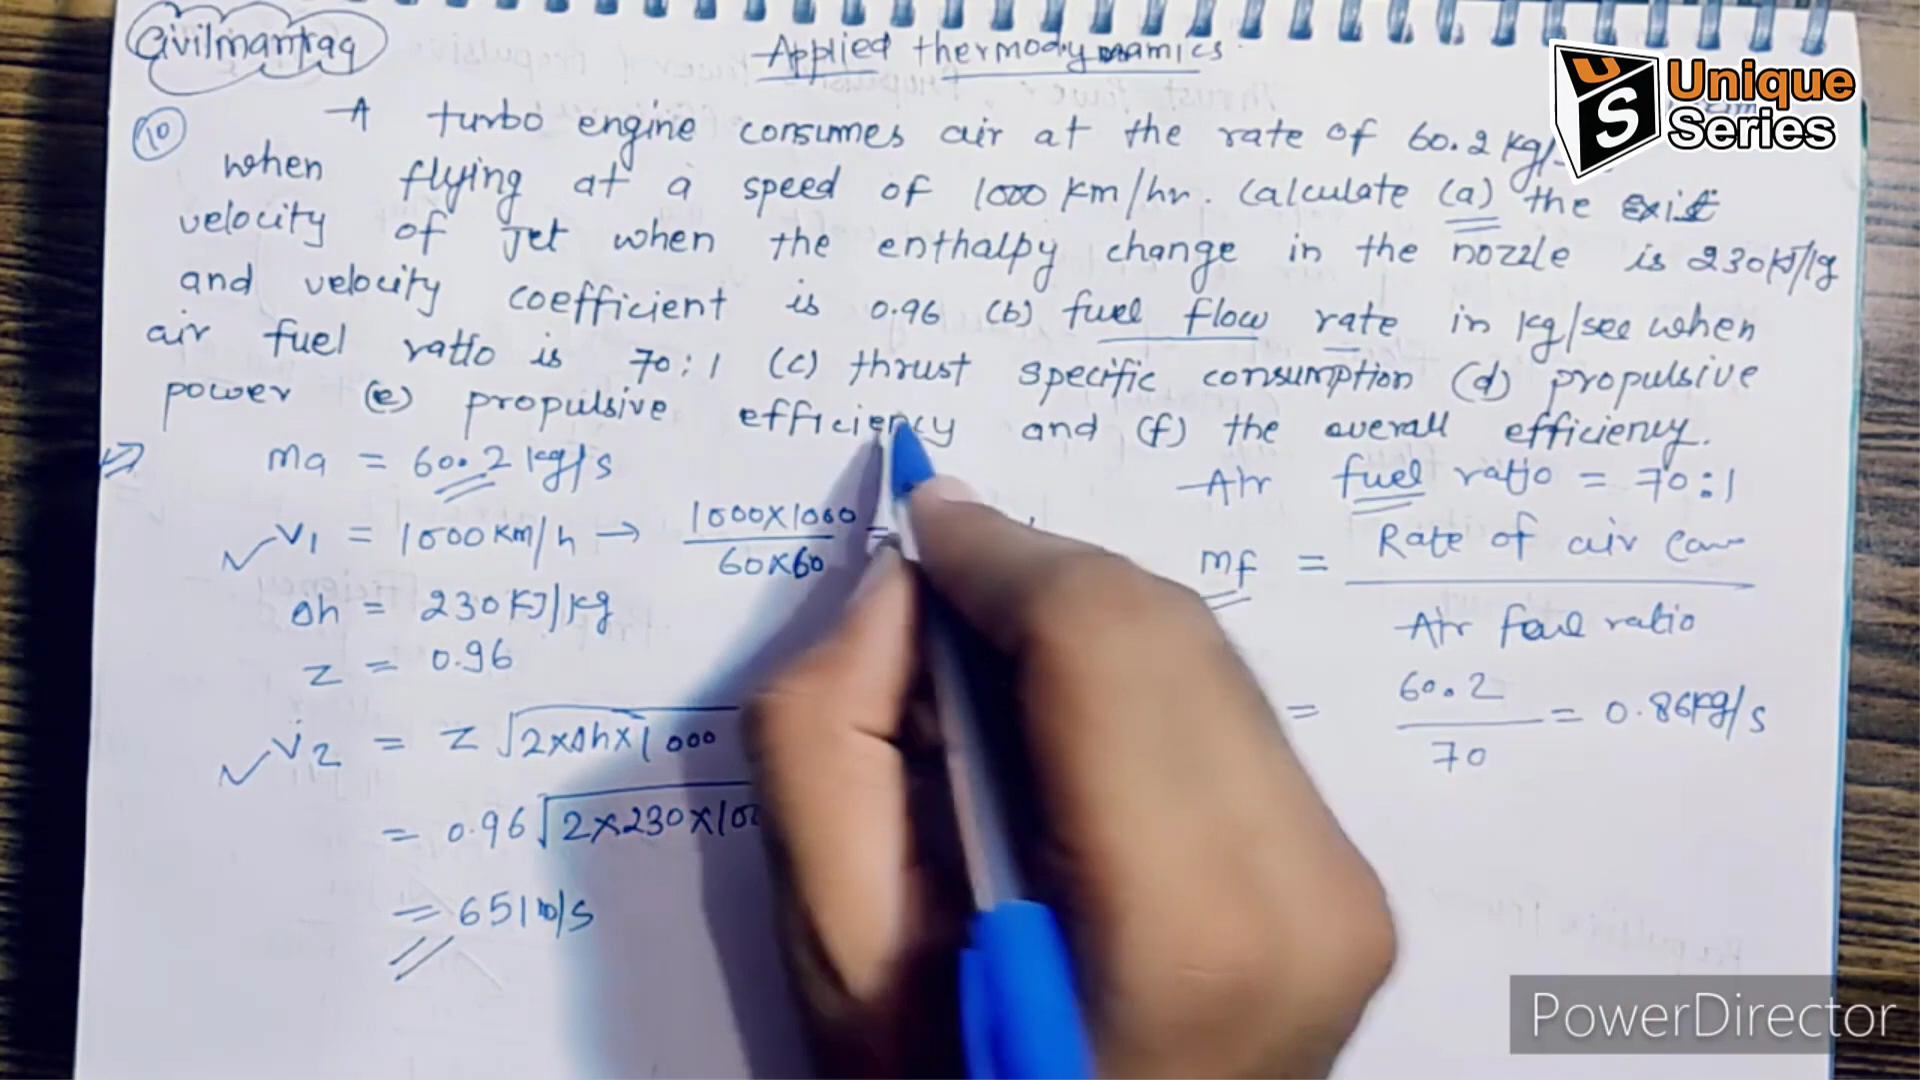 Civilmantraa
Applied thermodynamics
Unique Series
US
10
A turbo engine consumes air at the rate of 60.2 kg/
when flying at a speed of 1000 km/hr. Calculate (a) the exit
velocity of Jet when the enthalpy change in the nozzle is 230 KJ/kg
and velocity coefficient is 0.96 (b) fuel flow rate in kg/sec when
air fuel ratio is 70:1 (c) thrust specific consumption (d) propulsive
power (e) propulsive efficiency and (f) the overall efficiency.
ma = 60.2 kg/s
V1 = 1000 Km/h → 1000×1000 / 60×60 =
Δh = 230 KJ/kg
z = 0.96
V2 = z √2×Δh×1000
= 0.96 √2×230×10
= 651 m/s
Air fuel ratio = 70:1
mf = Rate of air Con / Air fuel ratio
= 60.2 / 70 = 0.86kg/s
PowerDirector